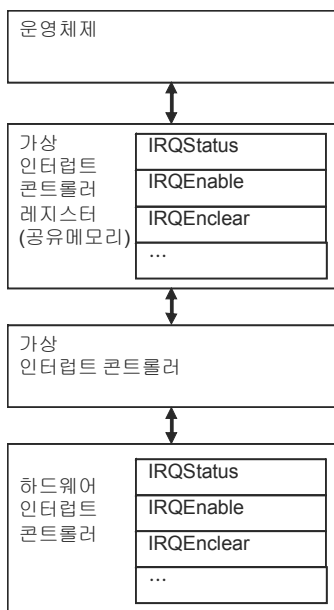 운영체제
가상
인터럽트
콘트롤러
레지스터
(공유메모리)
IRQStatus
IRQEnable
IRQEnclear
...
가상
인터럽트 콘트롤러
하드웨어
인터럽트
콘트롤러
IRQStatus
IRQEnable
IRQEnclear
...